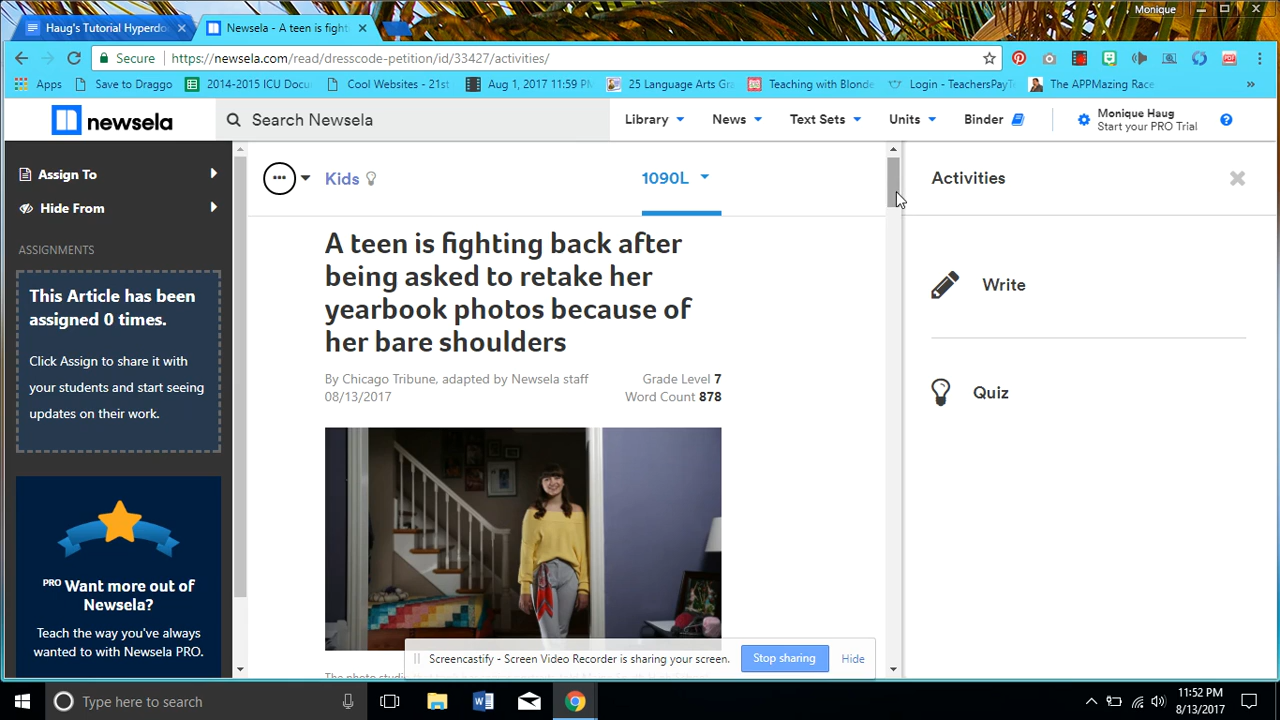 Monique
Haug's Tutorial Hyperdo
Newsela - A teen is fight
Secure
https://newsela.com/read/dresscode-petition/id/33427/activities/
Apps
Save to Draggo
2014-2015 ICU Docu
Cool Websites - 21st
Aug 1, 2017 11:59 P
25 Language Arts Gra
Teaching with Blonde
Login - TeachersPayT
The APPMazing Race
»
newsela
Search Newsela
Library
News
Text Sets
Units
Binder
Monique Haug
Start your PRO Trial
?
Assign To
Hide From
ASSIGNMENTS
This Article has been
assigned 0 times.
Click Assign to share it with
your students and start seeing
updates on their work.
PRO Want more out of
Newsela?
Teach the way you've always
wanted to with Newsela PRO.
Kids
1090L
A teen is fighting back after
being asked to retake her
yearbook photos because of
her bare shoulders
By Chicago Tribune, adapted by Newsela staff
08/13/2017
Grade Level 7
Word Count 878
The photo
Activities
Write
Quiz
Screencastify - Screen Video Recorder is sharing your screen.
Stop sharing
Hide
Type here to search
11:52 PM
8/13/2017